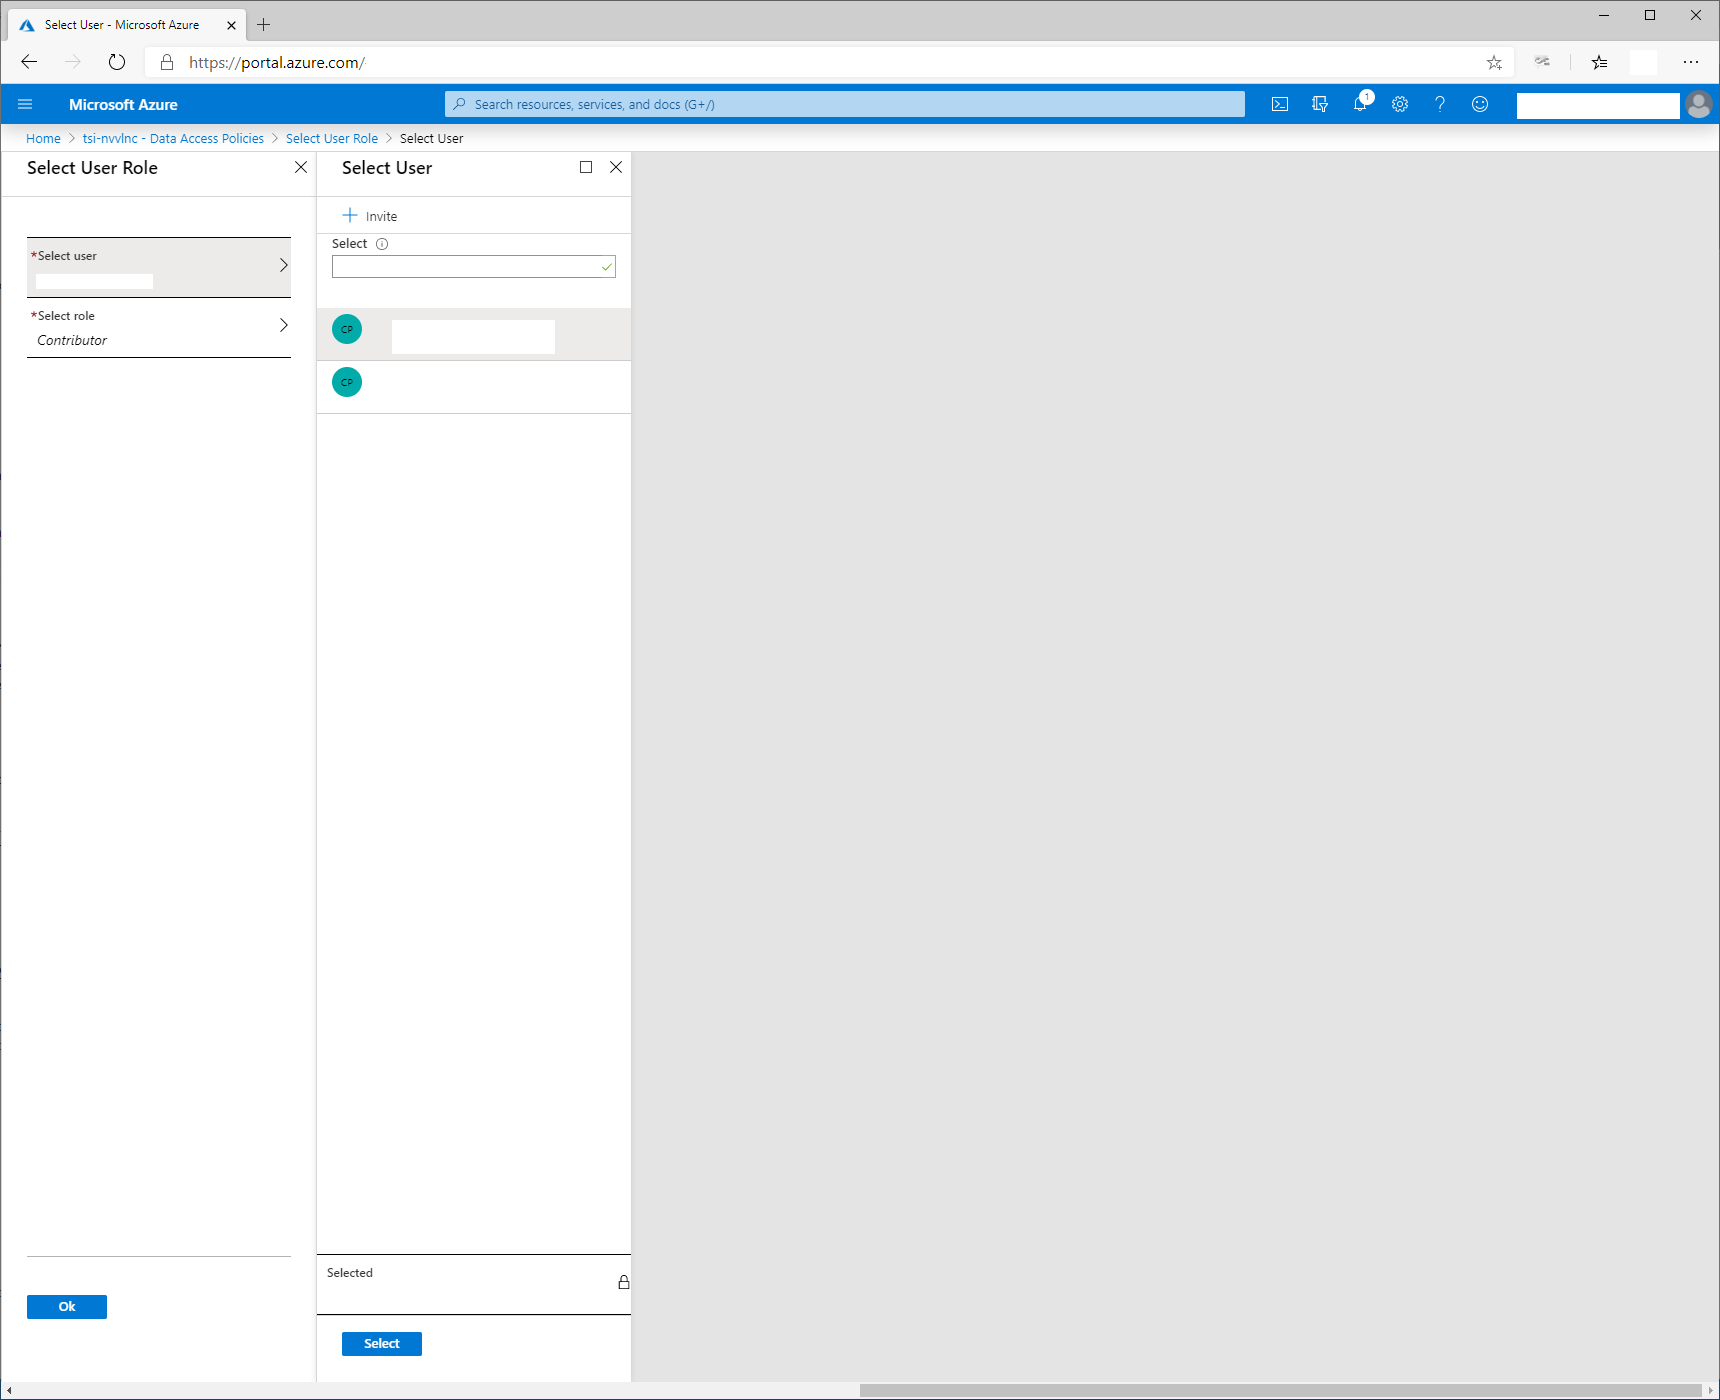 Select User - Microsoft Azure
https://portal.azure.com/
Microsoft Azure
Search resources, services, and docs (G+/)
1
Home > tsi-nvvlnc - Data Access Policies > Select User Role > Select User
Select User Role
*Select user
*Select role
Contributor
Ok
Select User
Invite
Select
CP
CP
Selected
Select